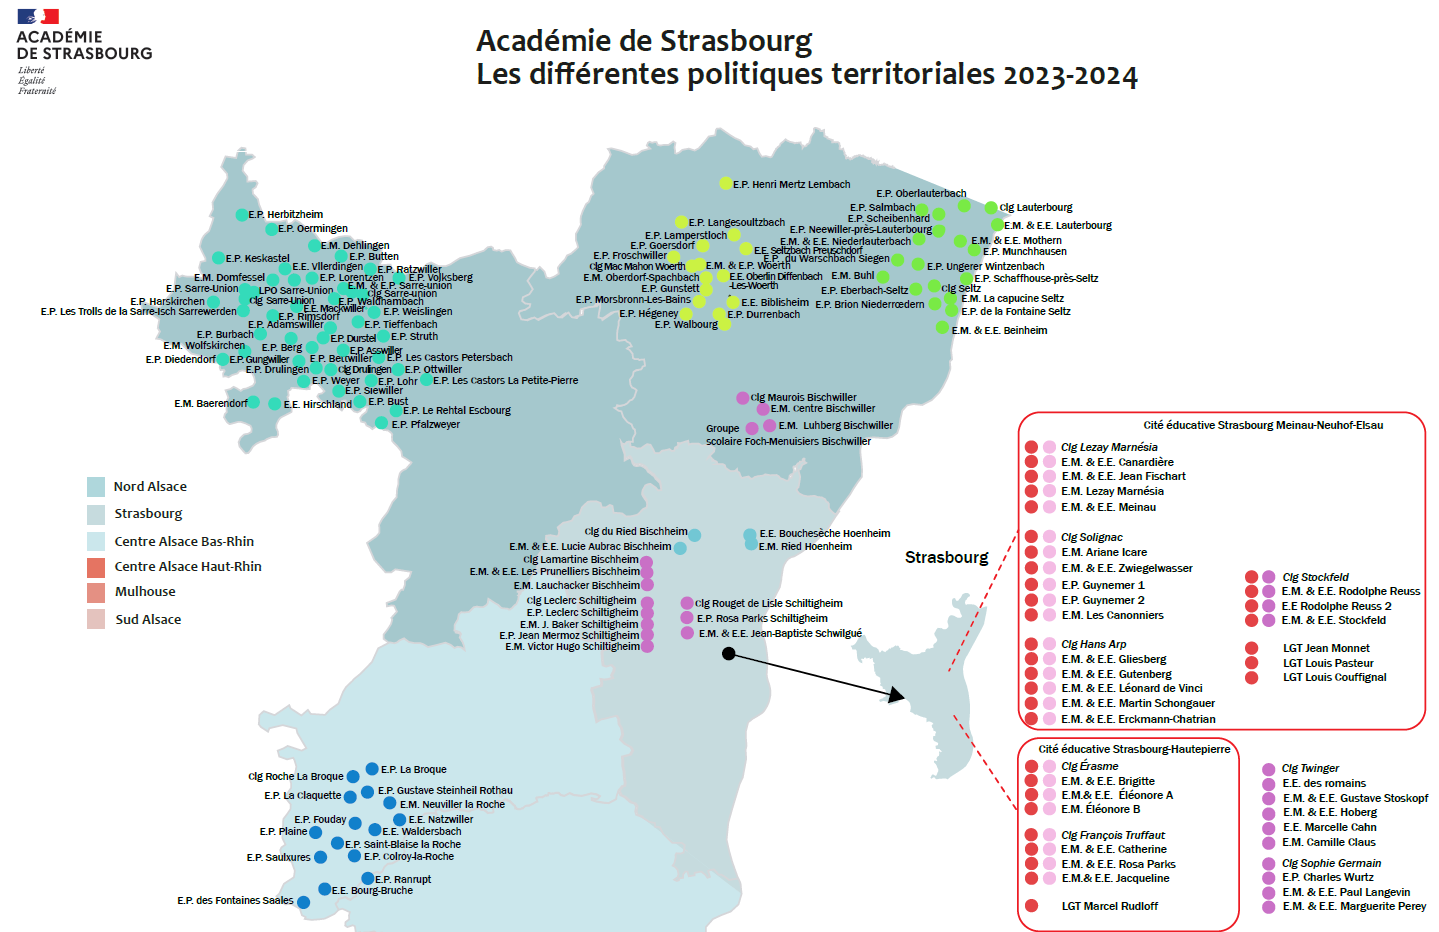 ACADÉMIE
DE STRASBOURG
Liberté
Égalité
Fraternité
Académie de Strasbourg
Les différentes politiques territoriales 2023-2024
E.P. Herbitzheim
E.P. Oermingen
E.M. Dehlingen
E.P. Butten
E.P. Keskastel
E.E. Vllerdingen
E.P. Ratzwiller
E.M. Domfessel
E.P. Lorentzen
E.P. Volksberg
E.P. Sarre-Union
LPO Sarre-Union
E.M. & E.P. Sarre-union
Clg Sarre-union
E.P. Harskirchen
Clg Sarre-Union
E.P. Waldhambach
E.P. Les Trolls de la Sarre-Isch Sarrewerden
E.E. Mackwiller
E.P. Weislingen
E.P. Rimsdorf
E.P. Adamswiller
E.P. Tieffenbach
E.P. Burbach
E.P. Durstel
E.P. Struth
E.M. Wolfskirchen
E.P. Berg
E.P. Asswiller
E.P. Diedendorf
E.P. Gungwiller
E.P. Bettwiller
E.P. Les Castors Petersbach
E.P. Drulingen
Clg Drulingen
E.P. Ottwiller
E.P. Weyer
E.P. Lohr
E.P. Les Castors La Petite-Pierre
E.P. Siewiller
E.M. Baerendorf
E.E. Hirschland
E.P. Bust
E.P. Le Rehtal Escbourg
E.P. Pfalzweyer
E.P. Henri Mertz Lembach
E.P. Langesoultzbach
E.P. Lamperstloch
E.P. Goersdorf
E.E. Seltzbach Preuschdorf
E.P. Froschwiller
Clg Mac Mahon Woerth
E.M. & E.P. Woerth
E.M. Oberdorf-Spachbach
E.E. Oberlin Diffenbach
-Les-Woerth
E.P. Gunstett
E.P. Morsbronn-Les-Bains
E.E. Biblisheim
E.P. Hégeney
E.P. Durrenbach
E.P. Walbourg
E.P. Oberlauterbach
E.P. Salmbach
Clg Lauterbourg
E.P. Scheibenhard
E.M. & E.E. Lauterbourg
E.P. Neewiller-près-Lauterbourg
E.M. & E.E. Niederlauterbach
E.M. & E.E. Mothern
E.P. Munchhausen
E.P. du Warschbach Siegen
E.P. Ungerer Wintzenbach
E.M. Buhl
E.P. Schaffhouse-près-Seltz
E.P. Eberbach-Seltz
Clg Seltz
E.M. La capucine Seltz
E.P. Brion Niederrœdern
E.P. de la Fontaine Seltz
E.M. & E.E. Beinheim
Clg Maurois Bischwiller
E.M. Centre Bischwiller
E.M. Luhberg Bischwiller
Groupe
scolaire Foch-Menuisiers Bischwiller
Nord Alsace
Strasbourg
Centre Alsace Bas-Rhin
Centre Alsace Haut-Rhin
Mulhouse
Sud Alsace
Clg du Ried Bischheim
E.E. Bouchesèche Hoenheim
E.M. & E.E. Lucie Aubrac Bischheim
E.M. Ried Hoenheim
Clg Lamartine Bischheim
E.M. & E.E. Les Prunelliers Bischheim
E.M. Lauchacker Bischheim
Clg Leclerc Schiltigheim
Clg Rouget de Lisle Schiltigheim
E.P. Leclerc Schiltigheim
E.P. Rosa Parks Schiltigheim
E.M. J. Baker Schiltigheim
E.P. Jean Mermoz Schiltigheim
E.M. & E.E. Jean-Baptiste Schwilgué
E.M. Victor Hugo Schiltigheim
Strasbourg
E.P. La Broque
Clg Roche La Broque
E.P. La Claquette
E.P. Gustave Steinheil Rothau
E.M. Neuviller la Roche
E.P. Fouday
E.E. Natzwiller
E.P. Plaine
E.E. Waldersbach
E.P. Saint-Blaise la Roche
E.P. Saulxures
E.P. Colroy-la-Roche
E.P. Ranrupt
E.E. Bourg-Bruche
E.P. des Fontaines Saales
Cité éducative Strasbourg Meinau-Neuhof-Elsau
Clg Lezay Marnésia
E.M. & E.E. Canardière
E.M. & E.E. Jean Fischart
E.M. Lezay Marnésia
E.M. & E.E. Meinau
Clg Solignac
E.M. Ariane Icare
E.M. & E.E. Zwiegelwasser
E.P. Guynemer 1
E.P. Guynemer 2
E.M. Les Canonniers
Clg Hans Arp
E.M. & E.E. Gliesberg
E.M. & E.E. Gutenberg
E.M. & E.E. Léonard de Vinci
E.M. & E.E. Martin Schongauer
E.M. & E.E. Erckmann-Chatrian
Clg Stockfeld
E.M. & E.E. Rodolphe Reuss
E.E Rodolphe Reuss 2
E.M. & E.E. Stockfeld
LGT Jean Monnet
LGT Louis Pasteur
LGT Louis Couffignal
Cité éducative Strasbourg-Hautepierre
Clg Érasme
E.M. & E.E. Brigitte
E.M.& E.E. Éléonore A
E.M. Éléonore B
Clg François Truffaut
E.M. & E.E. Catherine
E.M. & E.E. Rosa Parks
E.M.& E.E. Jacqueline
LGT Marcel Rudloff
Clg Twinger
E.E. des romains
E.M. & E.E. Gustave Stoskopf
E.M. & E.E. Hoberg
E.E. Marcelle Cahn
E.M. Camille Claus
Clg Sophie Germain
E.P. Charles Wurtz
E.M. & E.E. Paul Langevin
E.M. & E.E. Marguerite Perey